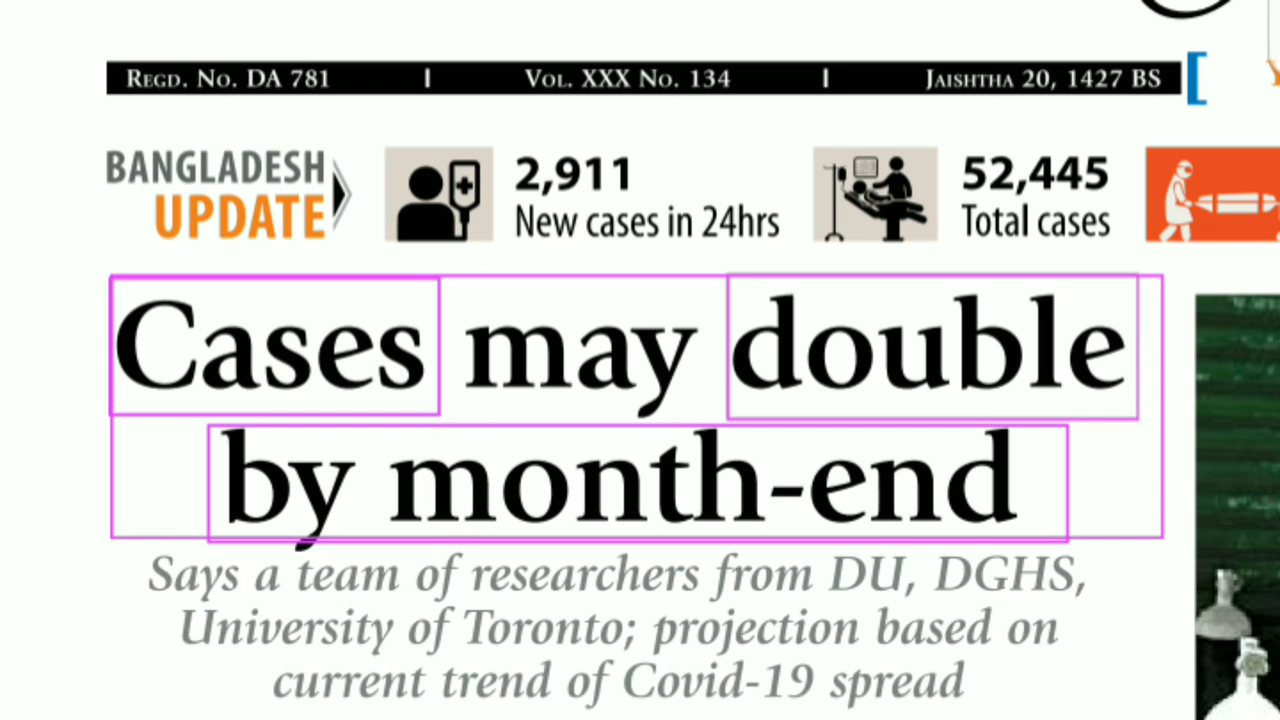 REGD. NO. DA 781 | VOL. XXX NO. 134 | JAISHTHA 20, 1427 BS
BANGLADESH
UPDATE
2,911
New cases in 24hrs
52,445
Total cases
Cases may double
by month-end
Says a team of researchers from DU, DGHS,
University of Toronto; projection based on
current trend of Covid-19 spread